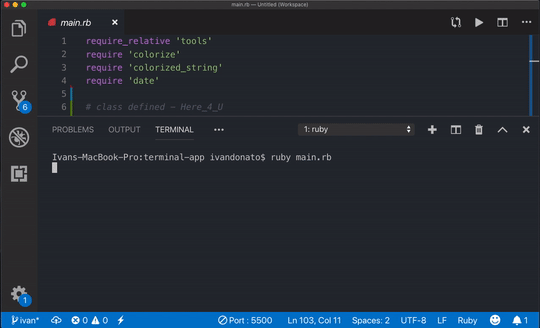 main.rb — Untitled (Workspace)
main.rb
1 require_relative 'tools'
2 require 'colorize'
3 require 'colorized_string'
4 require 'date'
5
6 # class defined - Here_4_U
PROBLEMS OUTPUT TERMINAL ••• 1: ruby
Ivans-MacBook-Pro:terminal-app ivandonato$ ruby main.rb
6
1
ivan* 0 0 Port : 5500 Ln 103, Col 11 Spaces: 2 UTF-8 LF Ruby 1